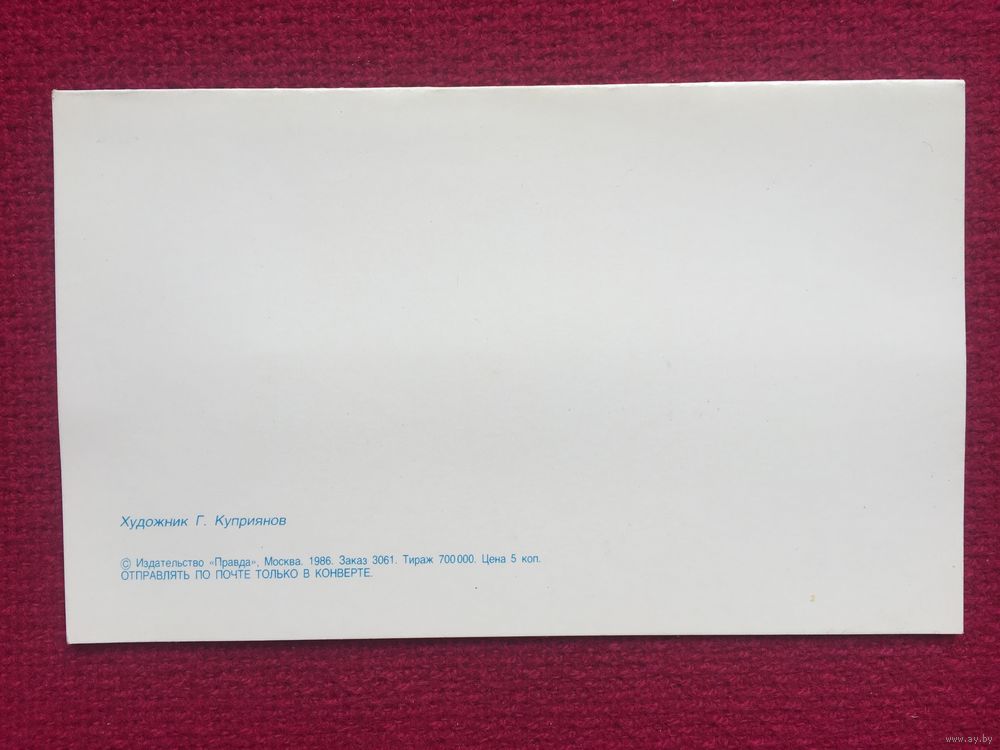 Художник Г. Куприянов
© Издательство «Правда», Москва. 1986. Заказ 3061. Тираж 700 000. Цена 5 коп.
ОТПРАВЛЯТЬ ПО ПОЧТЕ ТОЛЬКО В КОНВЕРТЕ.
www.ay.by